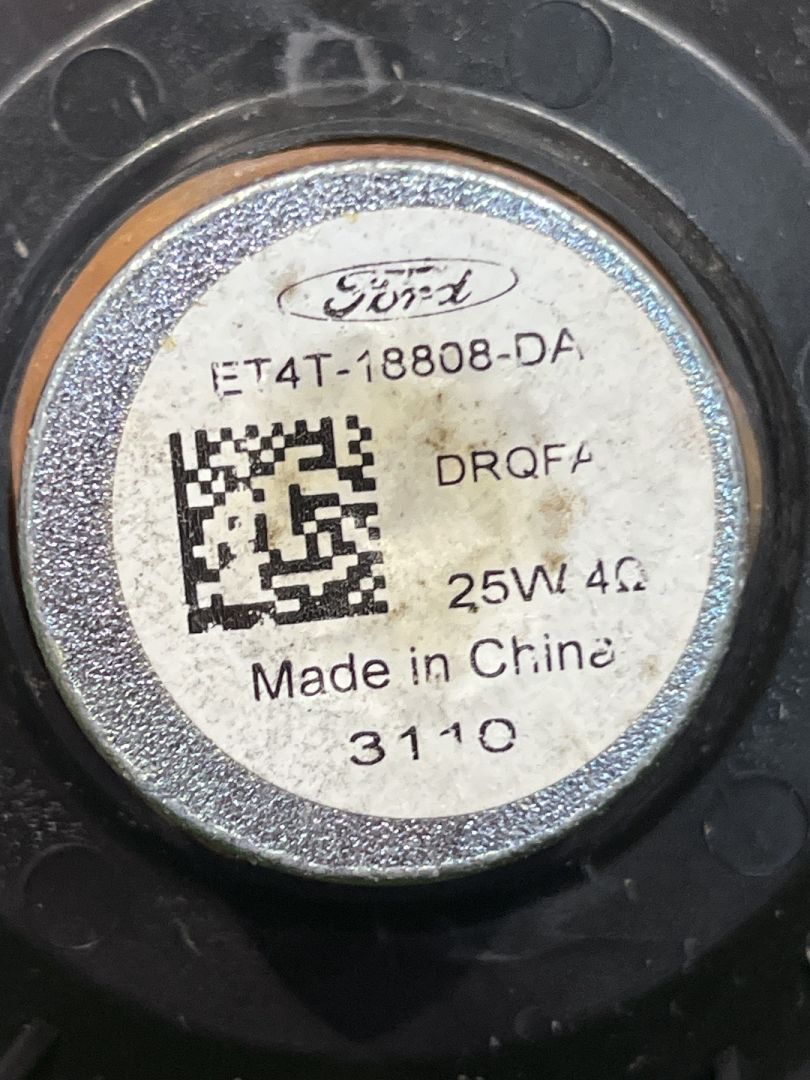 Ford
ET4T-18808-DA
DRQFA
25W 4Ω
Made in China
3110